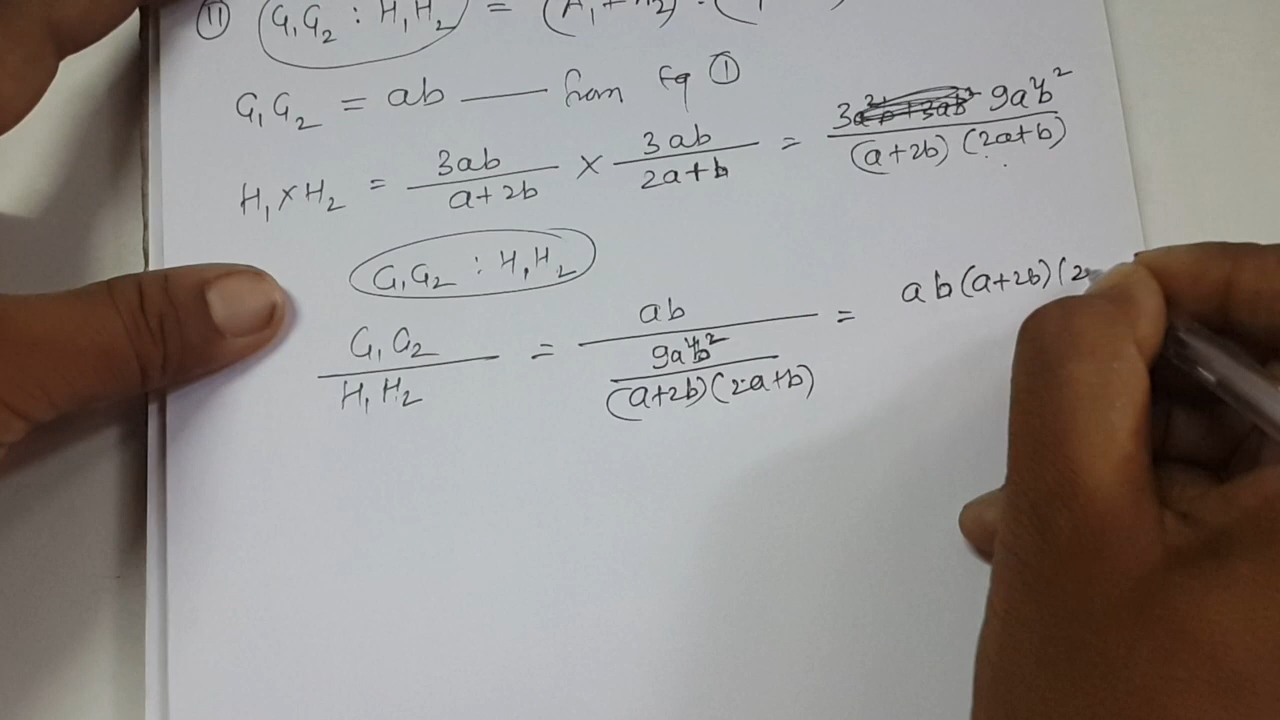 (11) G₁G₂ : H₁H₂ = (A₁+A₂) : (
G₁G₂ = ab —— from Eq ①
H₁×H₂ = 3ab/(a+2b) × 3ab/(2a+b) = 9a²b²/(a+2b)(2a+b)
G₁G₂ : H₁H₂
G₁G₂/H₁H₂ = ab/(9a²b²/(a+2b)(2a+b)) = ab(a+2b)(2